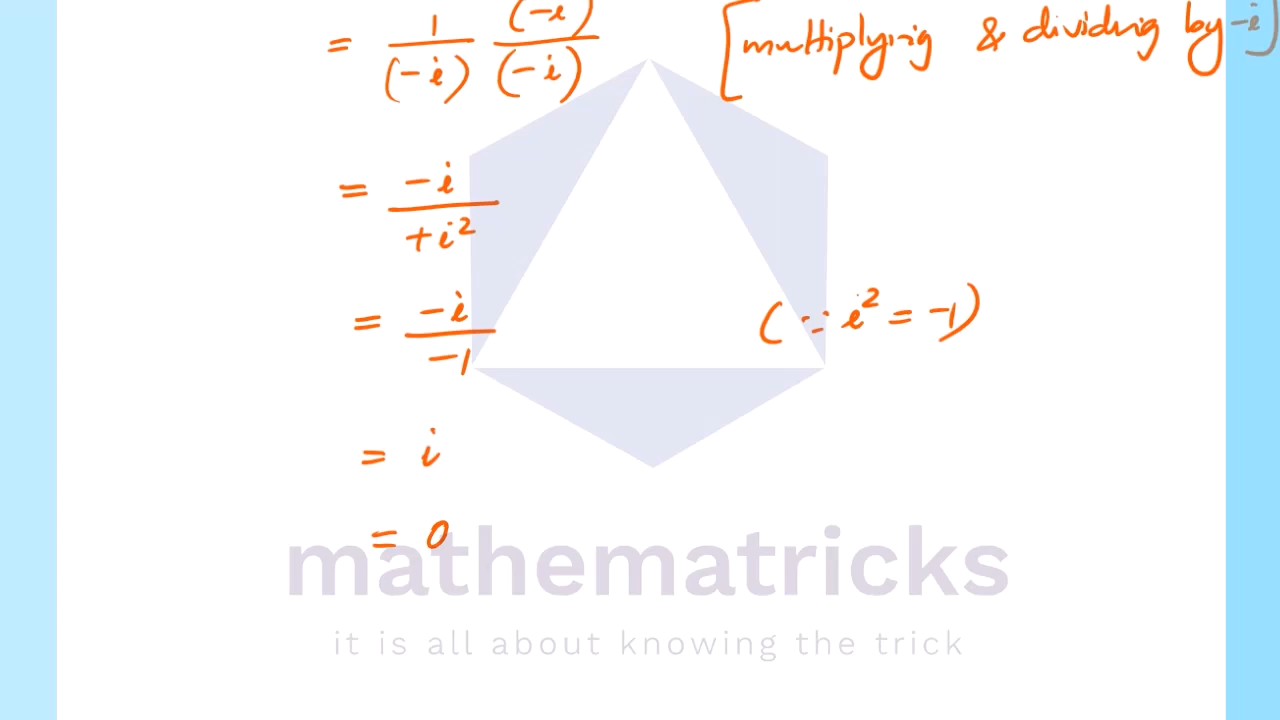 = 1/(-i) (-i)/(-i) [multiplying & dividing by -i]
= -i/+i²
= -i/-1 (∵ i² = -1)
= i
= 0
mathematricks
it is all about knowing the trick